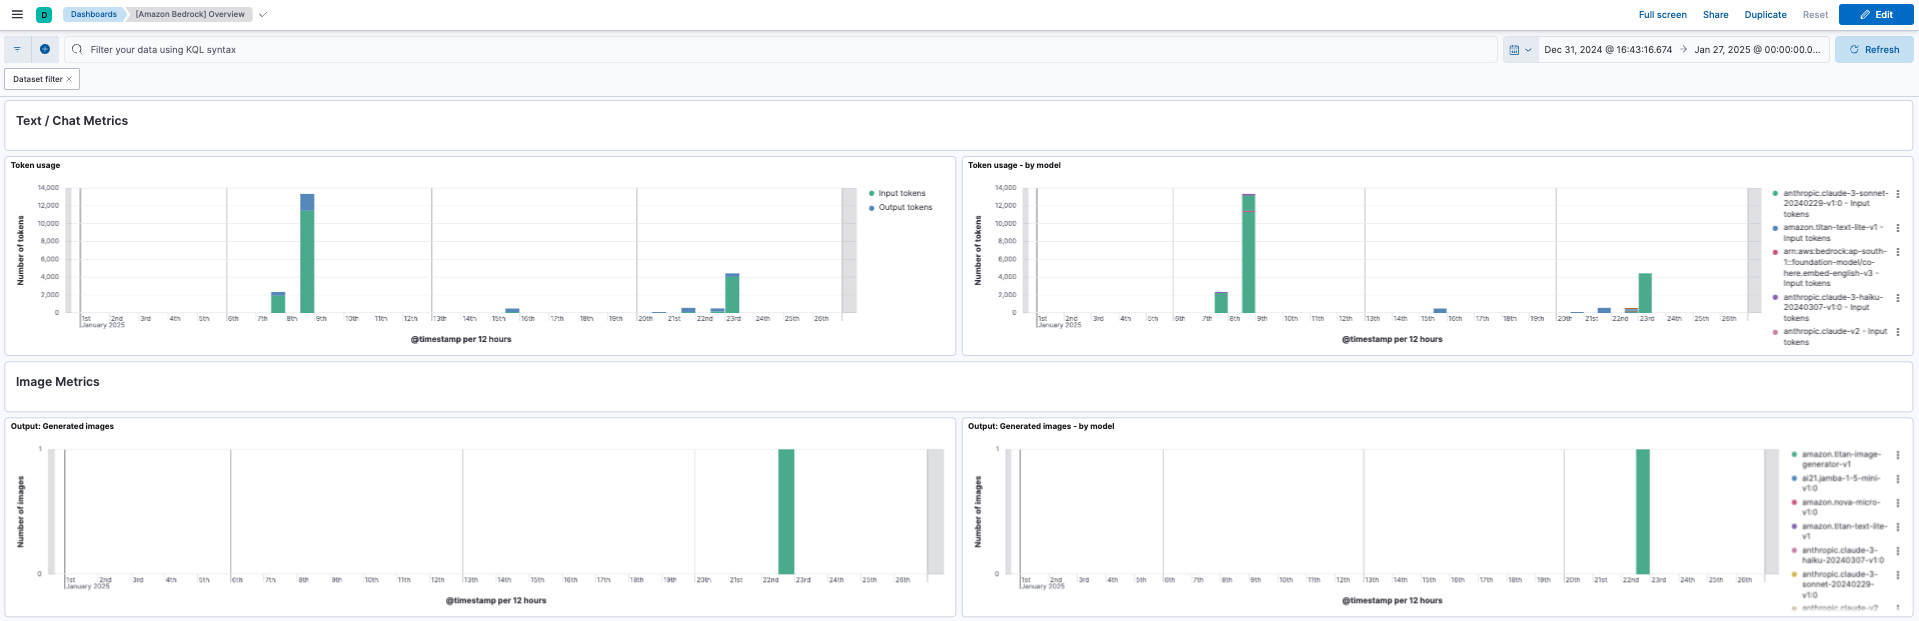 D Dashboards [Amazon Bedrock] Overview Full screen Share Duplicate Reset Edit
Filter your data using KQL syntax Dec 31, 2024 @ 16:43:16.674 → Jan 27, 2025 @ 00:00:00.0... Refresh
Dataset filter ×
Text / Chat Metrics
Token usage
Number of tokens
14,000
12,000
10,000
8,000
6,000
4,000
2,000
0
1st 2nd 3rd 4th 5th 6th 7th 8th 9th 10th 11th 12th 13th 14th 15th 16th 17th 18th 19th 20th 21st 22nd 23rd 24th 25th 26th
January 2025
@timestamp per 12 hours
Input tokens
Output tokens
Token usage - by model
Number of tokens
14,000
12,000
10,000
8,000
6,000
4,000
2,000
0
1st 2nd 3rd 4th 5th 6th 7th 8th 9th 10th 11th 12th 13th 14th 15th 16th 17th 18th 19th 20th 21st 22nd 23rd 24th 25th 26th
January 2025
@timestamp per 12 hours
anthropic.claude-3-sonnet-
20240229-v1:0 - Input
tokens
amazon.titan-text-lite-v1 -
Input tokens
arn:aws:bedrock:ap-south-
1::foundation-model/co-
here.embed-english-v3 -
Input tokens
anthropic.claude-3-haiku-
20240307-v1:0 - Input
tokens
anthropic.claude-v2 - Input
tokens
Image Metrics
Output: Generated images
Number of images
1
0
1st 2nd 3rd 4th 5th 6th 7th 8th 9th 10th 11th 12th 13th 14th 15th 16th 17th 18th 19th 20th 21st 22nd 23rd 24th 25th 26th
January 2025
@timestamp per 12 hours
Output: Generated images - by model
Number of images
1
0
1st 2nd 3rd 4th 5th 6th 7th 8th 9th 10th 11th 12th 13th 14th 15th 16th 17th 18th 19th 20th 21st 22nd 23rd 24th 25th 26th
January 2025
@timestamp per 12 hours
amazon.titan-image-
generator-v1
ai21.jamba-1-5-mini-
v1:0
amazon.nova-micro-
v1:0
amazon.titan-text-lite-
v1
anthropic.claude-3-
haiku-20240307-v1:0
anthropic.claude-3-
sonnet-20240229-
v1:0
anthropic.claude-v2